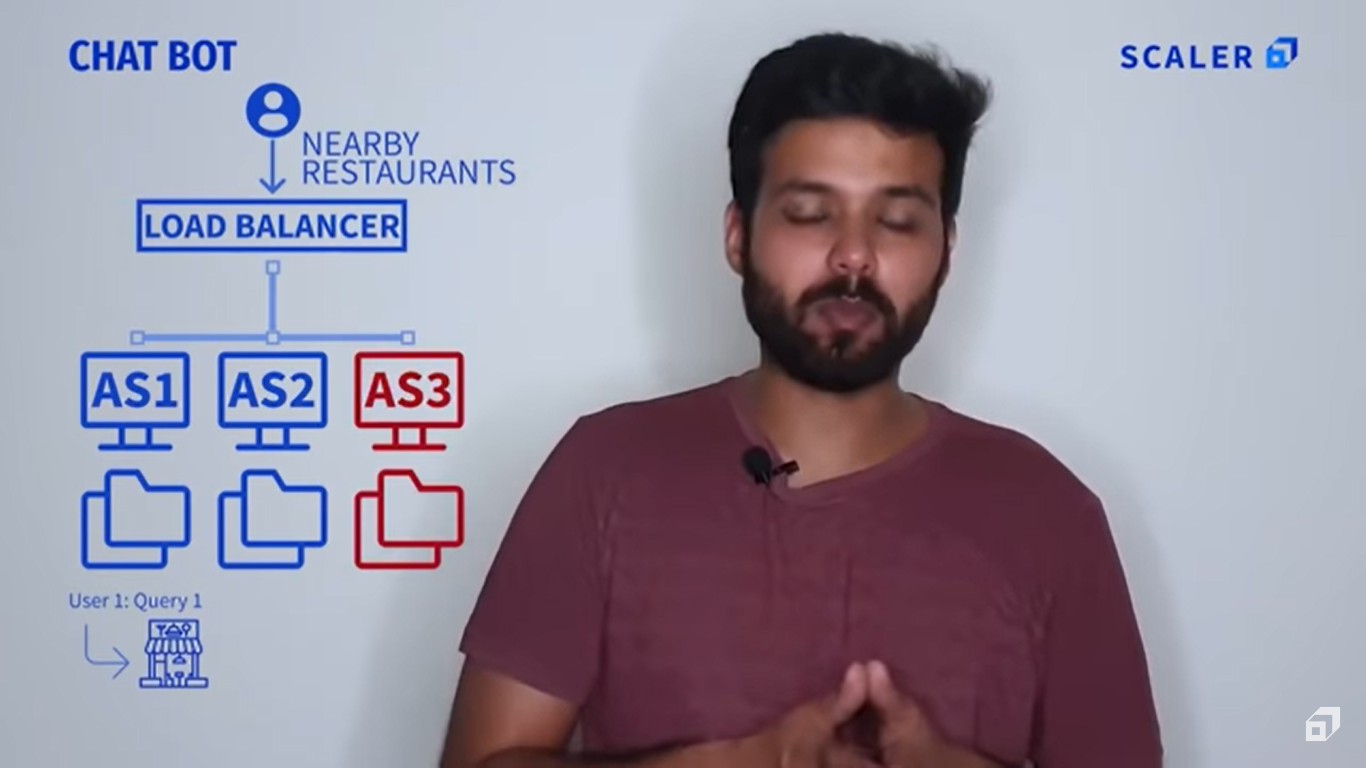 CHAT BOT
SCALER
NEARBY
RESTAURANTS
LOAD BALANCER
AS1 AS2 AS3
User 1: Query 1